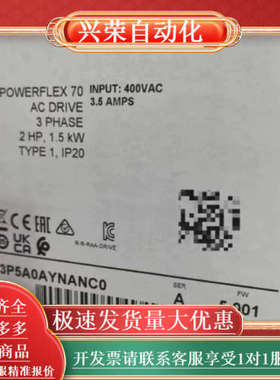 兴荣自动化
POWERFLEX 70 INPUT: 400VAC
AC DRIVE 3.5 AMPS
3 PHASE
2 HP, 1.5 kW
TYPE 1, IP20
R-R-RAA-DRIVE
3P5A0AYNANC0
SER
A
F/W
5.001
极速发货量大优惠
开发票请联系客服享受1对1服